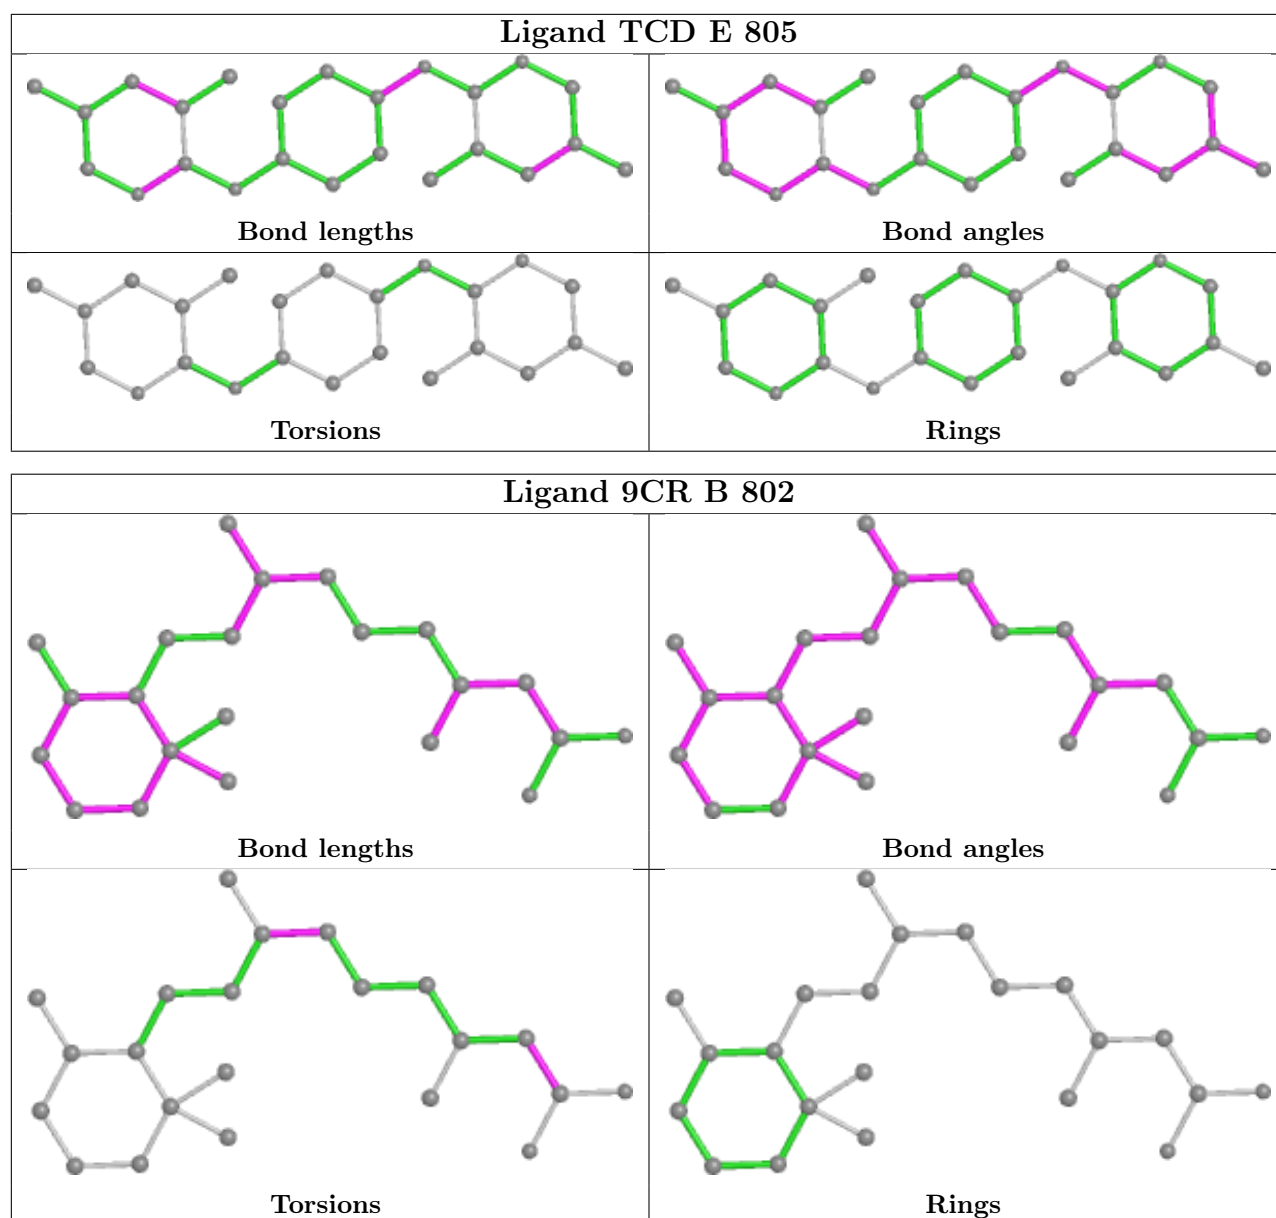 Ligand TCD E 805
Bond lengths
Bond angles
Torsions
Rings
Ligand 9CR B 802
Bond lengths
Bond angles
Torsions
Rings